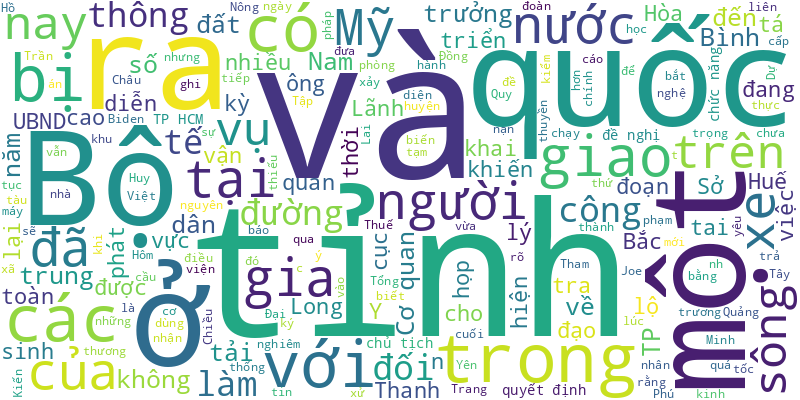 Hồ
nay
thông
ngày
Nông
có
Mỹ
trưởng
đoàn
nước
học
Hòa
liên
tá
cấp
Trần
bị
ra
đất
pháp
đưa
triển
Đồng
đến
Bình
số
nhiều
Nam
phòng
hành
cáo
quốc
nhưng
Châu
ghi
tiếp
và
ông
xảy
đề
kiểm
hơn
chính
để
bắt
chức năng
Dự
đang
UBND
cao
diễn
kỳ
Lãnh
diện
huyện
Quy
nghệ
thực
án
Biden
TP HCM
Tập
thời
Lai
biến
tạm
khai
thuyền
chạy
đề nghị
trọng
chưa
năm
khu
vụ
tế
vận
sự
khiến
hạn
giao
trên
vẫn
Bộ
Huy
Việt
tại
quân
thiếu
người
đoạn
thứ
Sở
Huế
việc
tục
tàu
nhà
nguyên
đường
dân
lý
công
tai
xe
phạm
yêu
máy
đã
lại
sẽ
phát
Hôm
khi
vực
báo
qua
Thuế
cục
Cơ quan
vừa
rõ
thành
Bắc
một
mới
trả
Tây
xử
trung
cầu
điều
viện
gia
đó
c
ý
vào
tỉnh
Tổng
biết
họp
hiện
Tham
tra
về
Joe
nh
bằng
toàn
được
là
Long
Đại
ký
Y
cho
đạo
lộ
lúc
trương
Quảng
sông
các
những
cơ
dùng
nhận
Chiều
ở
nghiêm
cuối
TP
Minh
sinh
thương
tải
thống
với
đối
chủ tịch
n
Yên
trong
nhân
quả
tốc
rằng
Kiến
của
không
làm
tin
xứ
Thanh
Trang
quyết định
Phú
kinh